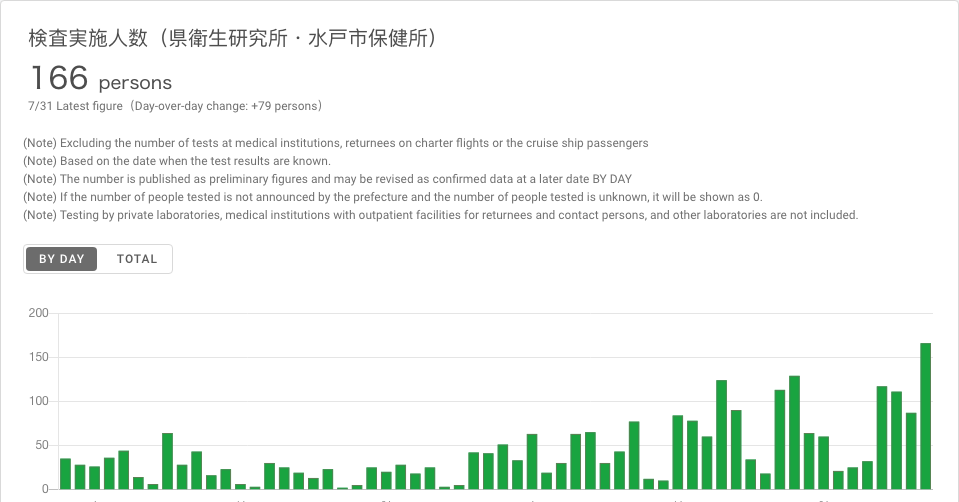 検査実施人数（県衛生研究所・水戸市保健所）
166 persons
7/31 Latest figure（Day-over-day change: +79 persons）
(Note) Excluding the number of tests at medical institutions, returnees on charter flights or the cruise ship passengers
(Note) Based on the date when the test results are known.
(Note) The number is published as preliminary figures and may be revised as confirmed data at a later date BY DAY
(Note) If the number of people tested is not announced by the prefecture and the number of people tested is unknown, it will be shown as 0.
(Note) Testing by private laboratories, medical institutions with outpatient facilities for returnees and contact persons, and other laboratories are not included.
BY DAY TOTAL
200
150
100
50
0